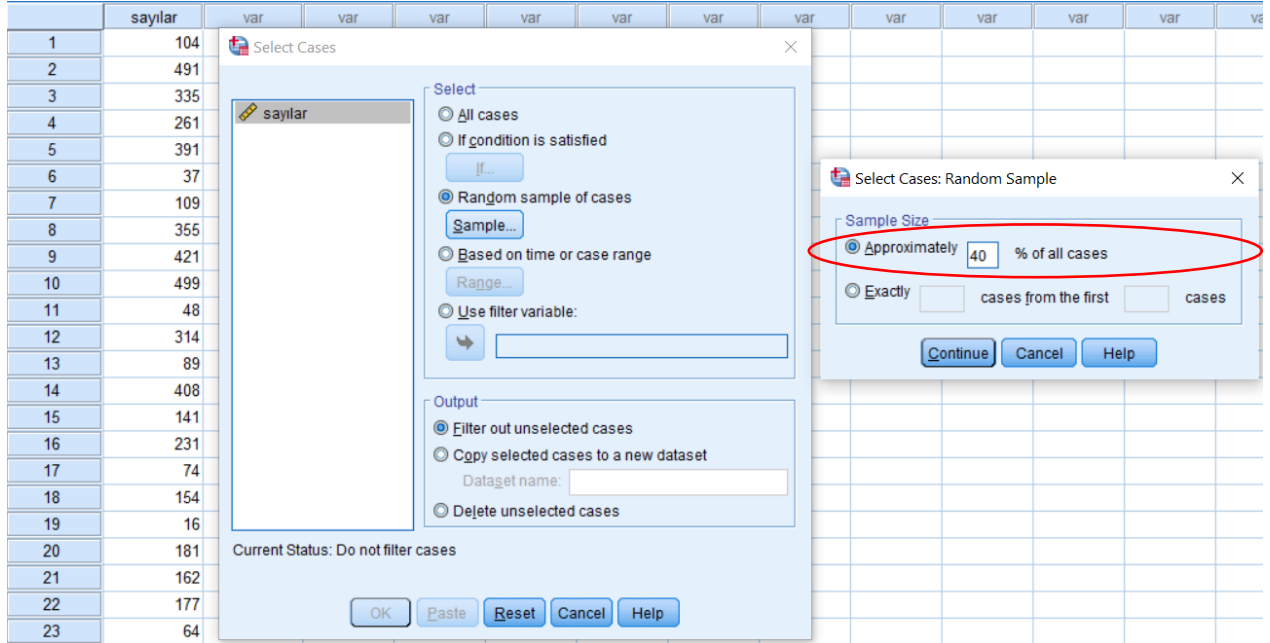 sayılar var var var var var var var var var var var va
1 104
2 491
3 335
4 261
5 391
6 37
7 109
8 355
9 421
10 499
11 48
12 314
13 89
14 408
15 141
16 231
17 74
18 154
19 16
20 181
21 162
22 177
23 64
Select Cases
sayılar
Select
All cases
If condition is satisfied
If...
Random sample of cases
Sample...
Based on time or case range
Range...
Use filter variable:
Output
Filter out unselected cases
Copy selected cases to a new dataset
Dataset name:
Delete unselected cases
Current Status: Do not filter cases
OK Paste Reset Cancel Help
Select Cases: Random Sample
Sample Size
Approximately 40 % of all cases
Exactly cases from the first cases
Continue Cancel Help